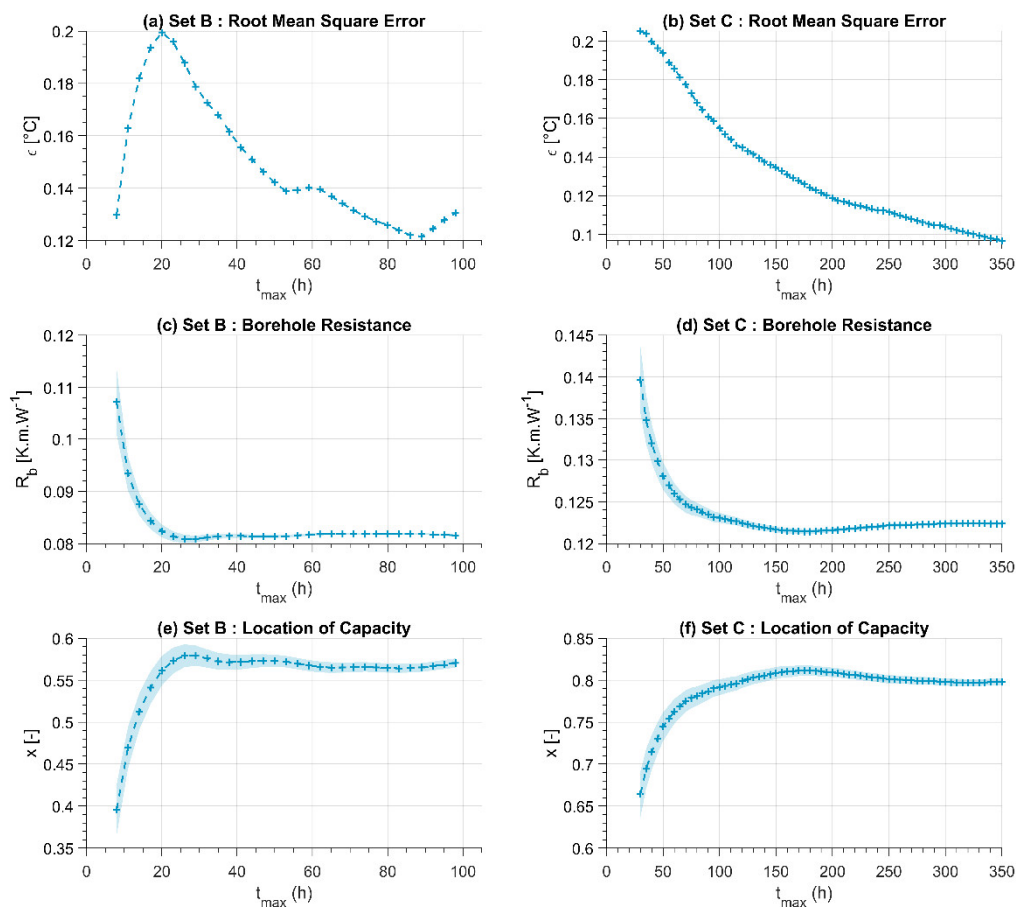 (a) Set B : Root Mean Square Error
0.2
0.18
0.16
0.14
0.12
ϵ [°C]
0 20 40 60 80 100
t_max (h)
(b) Set C : Root Mean Square Error
0.2
0.18
0.16
0.14
0.12
0.1
ϵ [°C]
0 50 100 150 200 250 300 350
t_max (h)
(c) Set B : Borehole Resistance
0.12
0.11
0.1
0.09
0.08
R_b [K.m.W⁻¹]
0 20 40 60 80 100
t_max (h)
(d) Set C : Borehole Resistance
0.145
0.14
0.135
0.13
0.125
0.12
R_b [K.m.W⁻¹]
0 50 100 150 200 250 300 350
t_max (h)
(e) Set B : Location of Capacity
0.6
0.55
0.5
0.45
0.4
0.35
x [-]
0 20 40 60 80 100
t_max (h)
(f) Set C : Location of Capacity
0.85
0.8
0.75
0.7
0.65
0.6
x [-]
0 50 100 150 200 250 300 350
t_max (h)